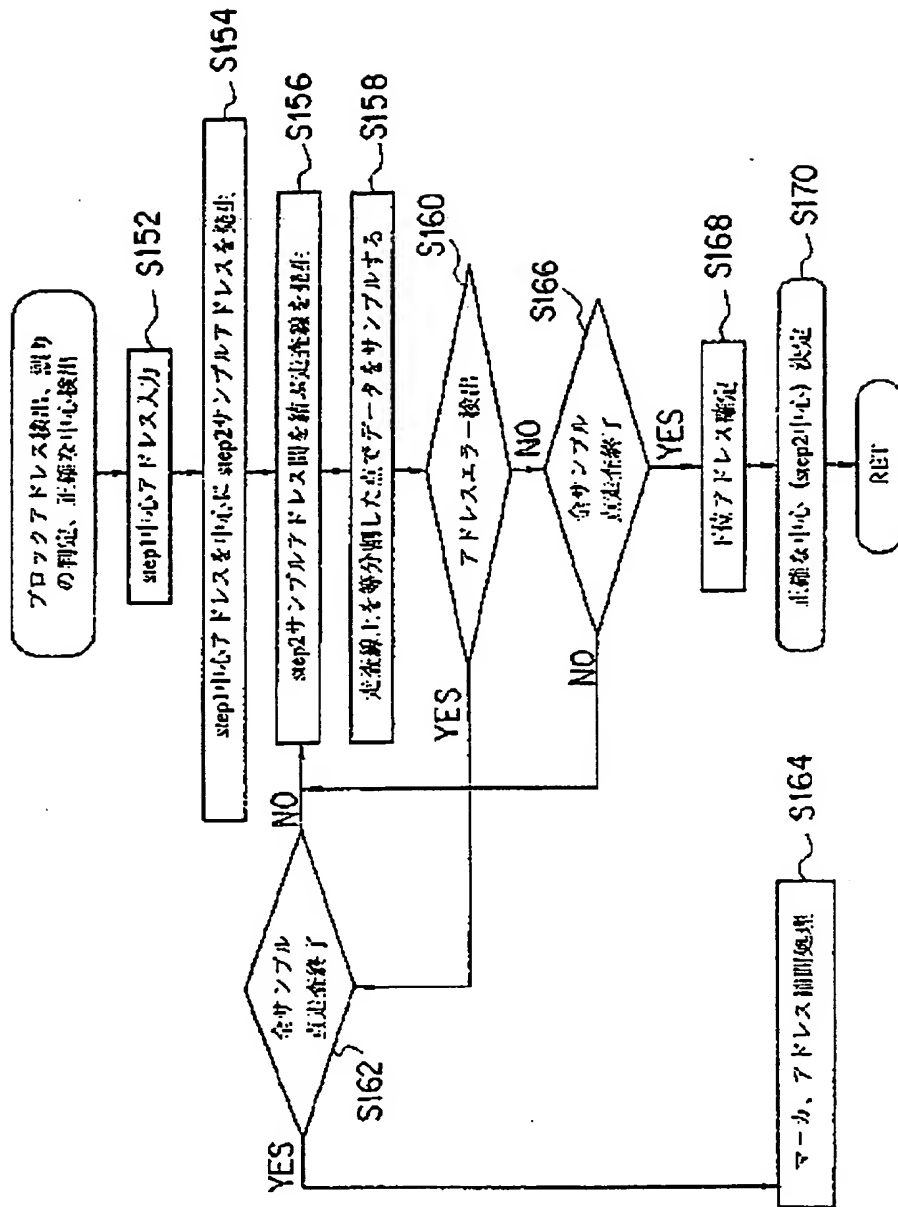 ブロックアドレス検出、誤り
の判定、正確な中心検出
step1中心アドレス入力
S152
step1中心アドレスを中心にstep2サンプルアドレスを発生
S154
step2サンプルアドレス間を結ぶ走査線を発生
S156
走査線上を等分割した点でデータをサンプルする
S158
アドレスエラー検出
S160
YES
NO
全サンプル
点走査終了
S162
NO
YES
全サンプル
点走査終了
S166
NO
YES
マーカ、アドレス補間処理
S164
下位アドレス確定
S168
正確な中心（step2中心）決定
S170
RET